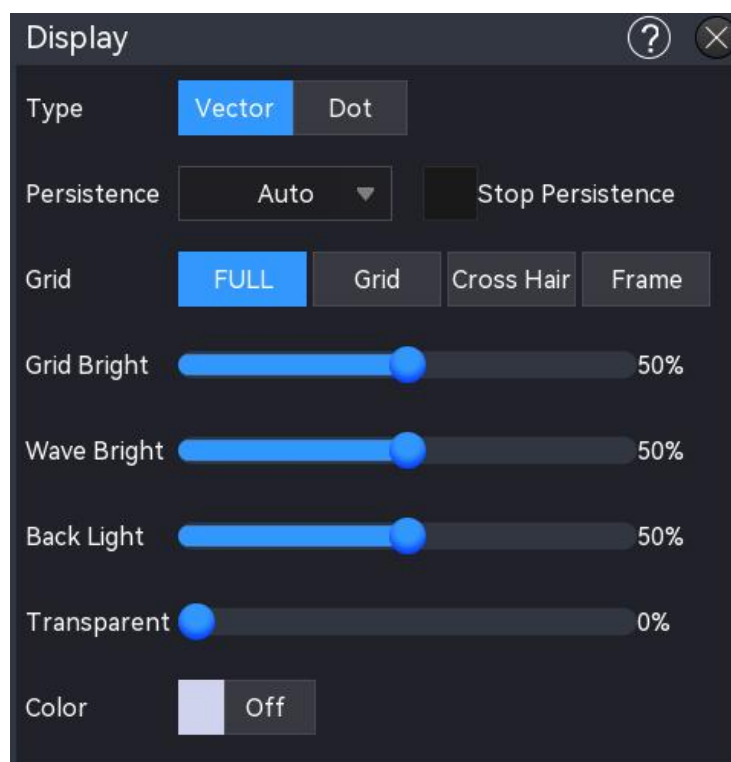 Display ?
Type Vector Dot
Persistence Auto Stop Persistence
Grid FULL Grid Cross Hair Frame
Grid Bright 50%
Wave Bright 50%
Back Light 50%
Transparent 0%
Color Off